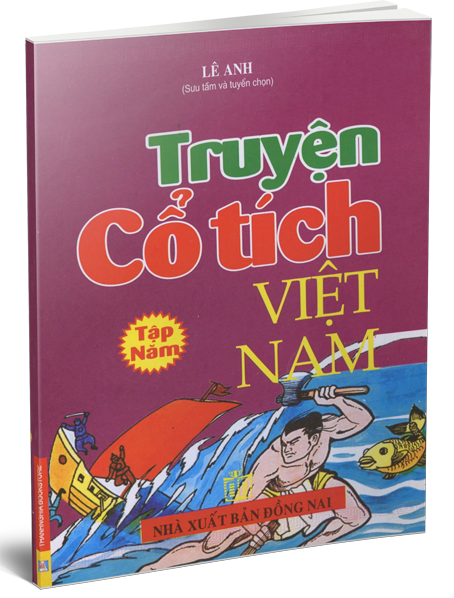 LÊ ANH
(Sưu tầm và tuyển chọn)
Truyện
Cổ tích
VIỆT
NAM
Tập
Năm
NHÀ XUẤT BẢN ĐỒNG NAI